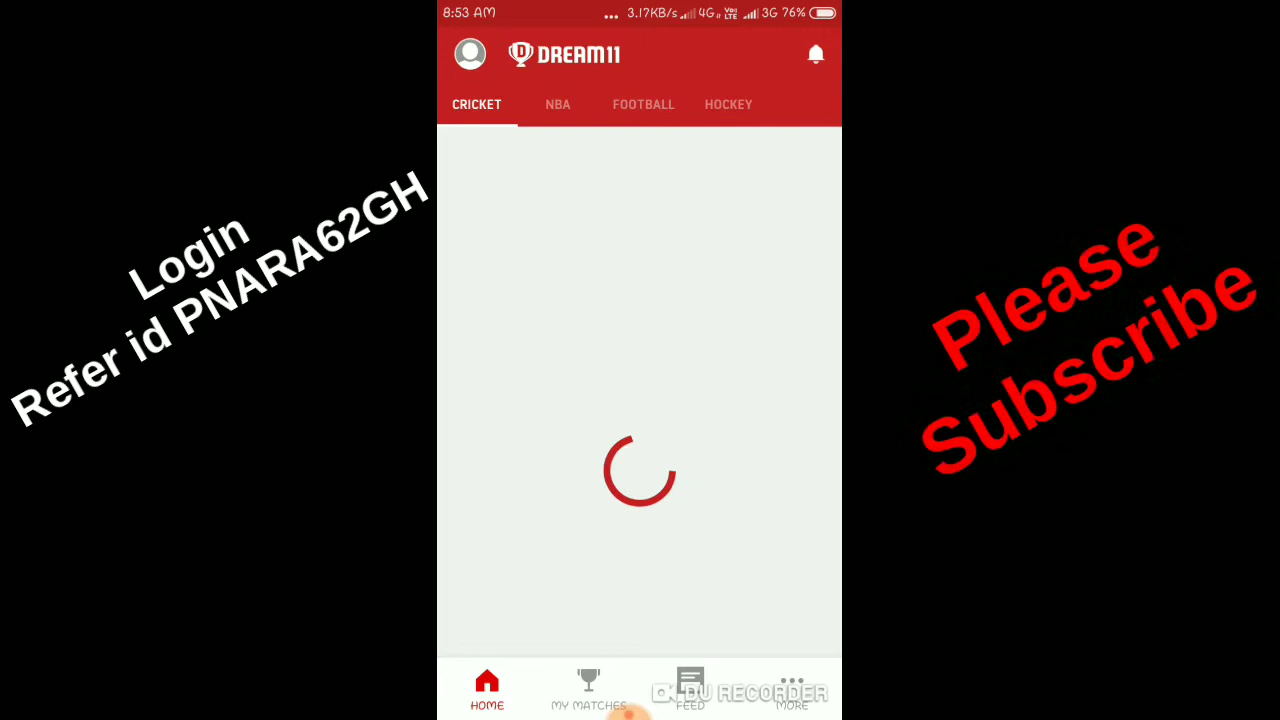 8:53 AM ... 3.17KB/s 4G VoLTE 3G 76%
DREAM11
CRICKET NBA FOOTBALL HOCKEY
Login
Refer id PNARA62GH
Please
Subscribe
DU RECORDER
HOME MY MATCHES FEED MORE